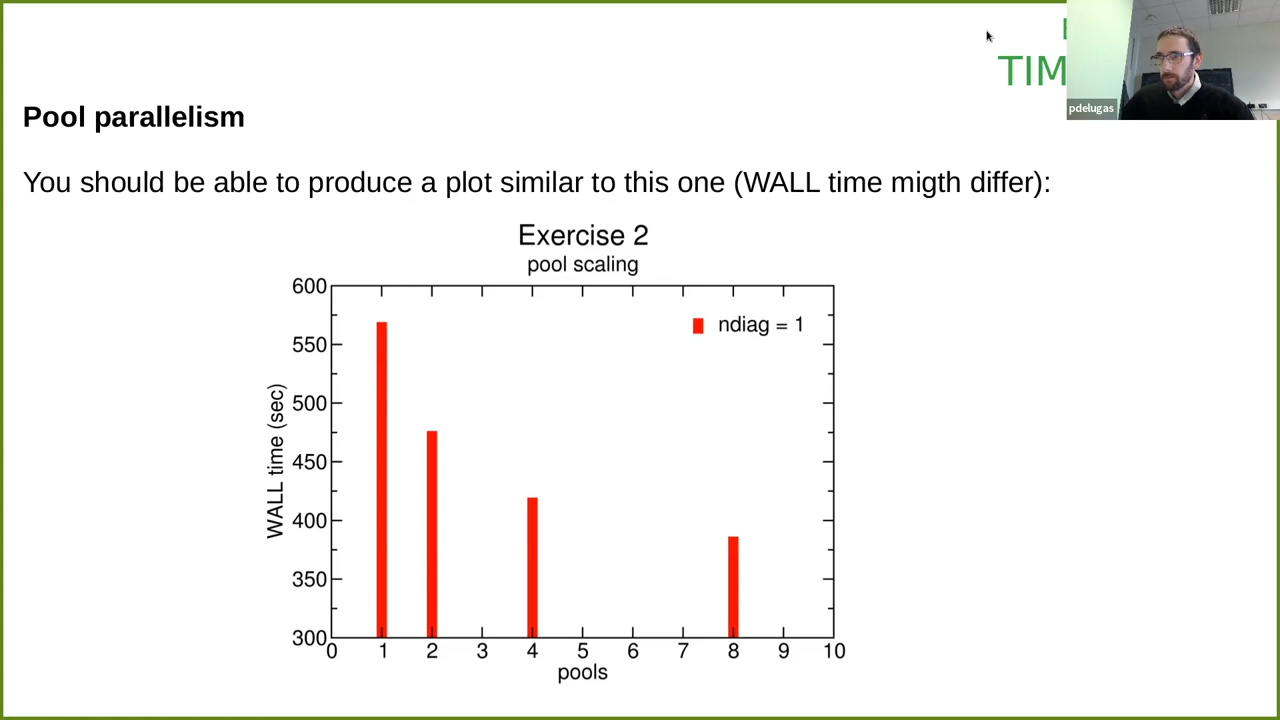 TIM
pdelugas
Pool parallelism
You should be able to produce a plot similar to this one (WALL time migth differ):
Exercise 2
pool scaling
600
550
500
450
400
350
300
WALL time (sec)
ndiag = 1
0 1 2 3 4 5 6 7 8 9 10
pools